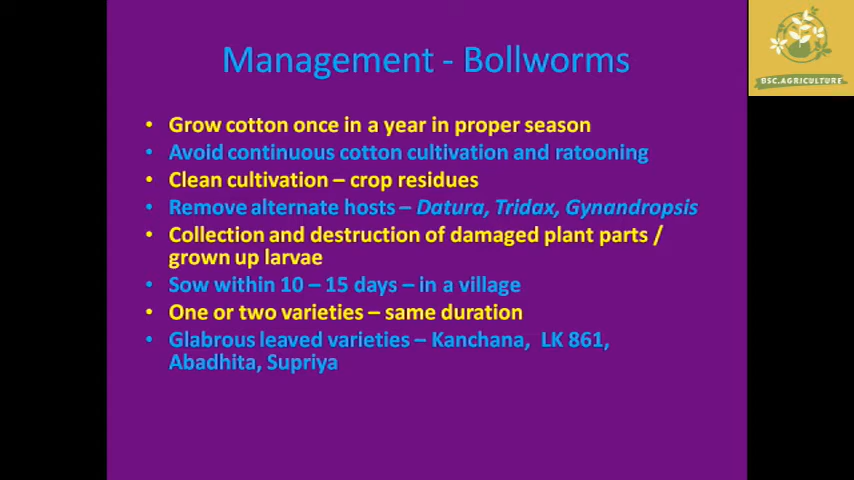 Management - Bollworms
BSC.AGRICULTURE
• Grow cotton once in a year in proper season
• Avoid continuous cotton cultivation and ratooning
• Clean cultivation – crop residues
• Remove alternate hosts – Datura, Tridax, Gynandropsis
• Collection and destruction of damaged plant parts /
grown up larvae
• Sow within 10 – 15 days – in a village
• One or two varieties – same duration
• Glabrous leaved varieties – Kanchana, LK 861,
Abadhita, Supriya